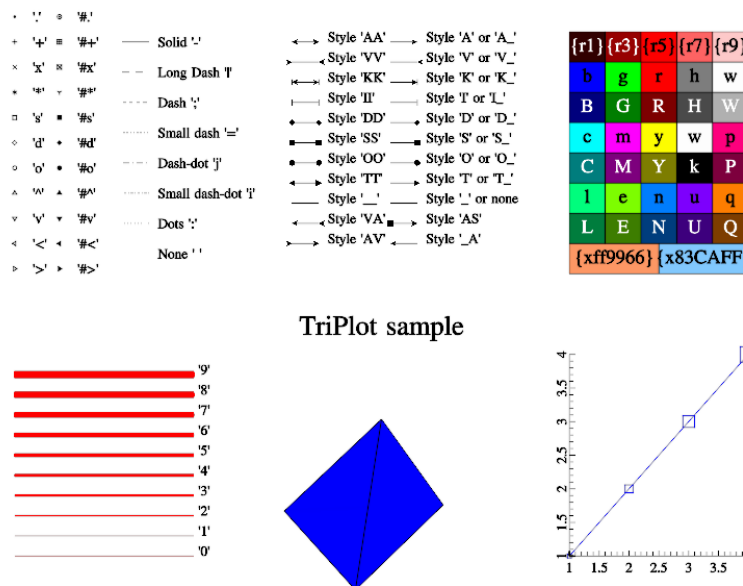 '.' '#.'
'+' '#+'
'x' '#x'
'*' '#*'
's' '#s'
'd' '#d'
'o' '#o'
'^' '#^'
'v' '#v'
'<' '#<'
'>' '#>'
Solid '-'
Long Dash '|'
Dash ';'
Small dash '='
Dash-dot 'j'
Small dash-dot 'i'
Dots ':'
None ' '
Style 'AA' Style 'A' or 'A_'
Style 'VV' Style 'V' or 'V_'
Style 'KK' Style 'K' or 'K_'
Style 'II' Style 'I' or 'I_'
Style 'DD' Style 'D' or 'D_'
Style 'SS' Style 'S' or 'S_'
Style 'OO' Style 'O' or 'O_'
Style 'TT' Style 'T' or 'T_'
Style '__' Style '_' or none
Style 'VA' Style 'AS'
Style 'AV' Style '_A'
{r1} {r3} {r5} {r7} {r9}
b g r h w
B G R H W
c m y w p
C M Y k P
l e n u q
L E N U Q
{xff9966} {x83CAFF
TriPlot sample
'9'
'8'
'7'
'6'
'5'
'4'
'3'
'2'
'1'
'0'
4
3.5
3
2.5
2
1.5
1
1 1.5 2 2.5 3 3.5